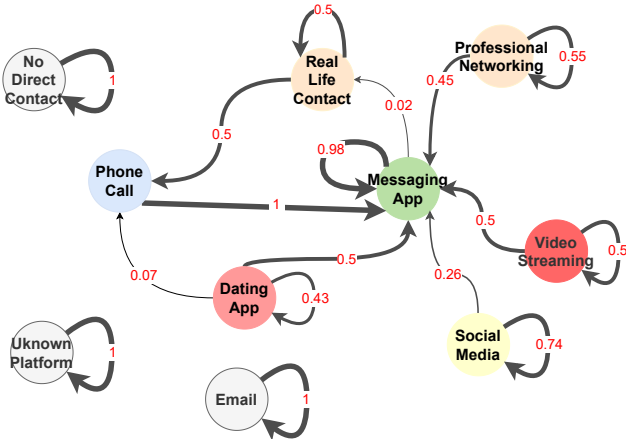 0.5
Professional
Networking
0.55
No
Direct
Contact
1
Real
Life
Contact
0.45
0.02
0.5
0.98
Phone
Call
Messaging
App
1
0.5
Video
Streaming
0.5
0.5
0.07
0.26
Dating
App
0.43
Uknown
Platform
1
Social
Media
0.74
Email
1